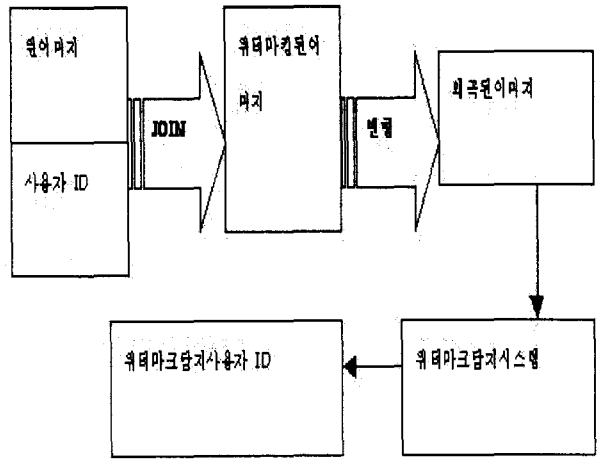 원이미지
사용자 ID
JOIN
워터마킹된이
미지
변형
왜곡된이미지
워터마크탐지시스템
워터마크탐지사용자 ID